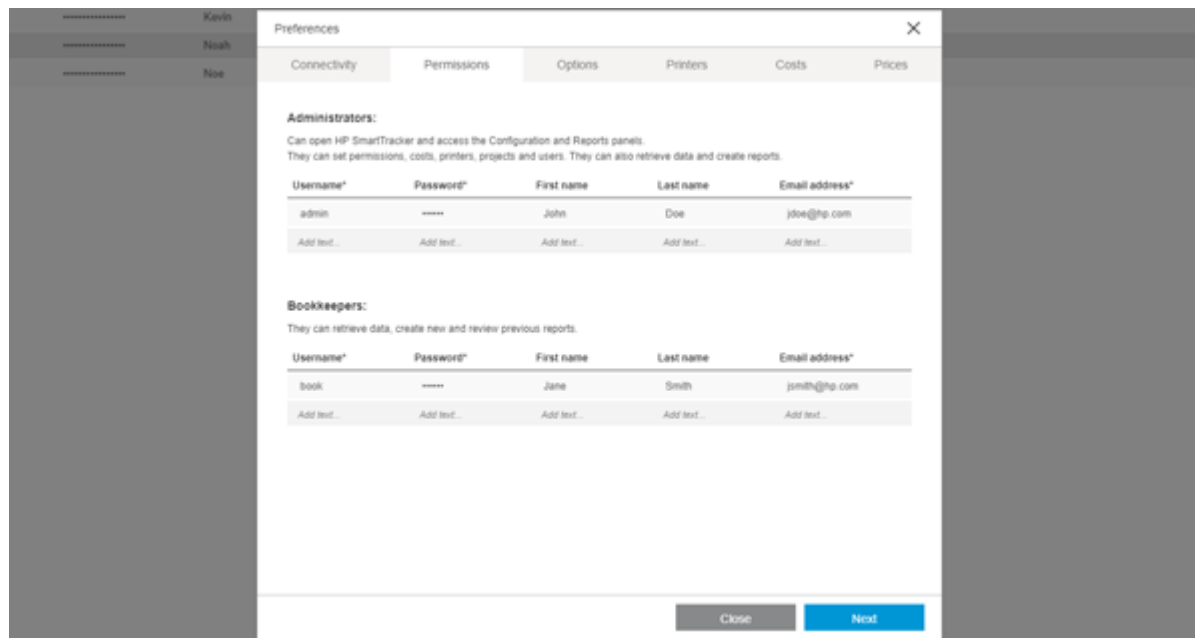 Kevin
Noah
Noe
Preferences
Connectivity Permissions Options Printers Costs Prices
Administrators:
Can open HP SmartTracker and access the Configuration and Reports panels.
They can set permissions, costs, printers, projects and users. They can also retrieve data and create reports.
Username* Password* First name Last name Email address*
admin •••••• John Doe jdoe@hp.com
Add text... Add text... Add text... Add text... Add text...
Bookkeepers:
They can retrieve data, create new and review previous reports.
Username* Password* First name Last name Email address*
book •••••• Jane Smith jsmith@hp.com
Add text... Add text... Add text... Add text... Add text...
Close Next